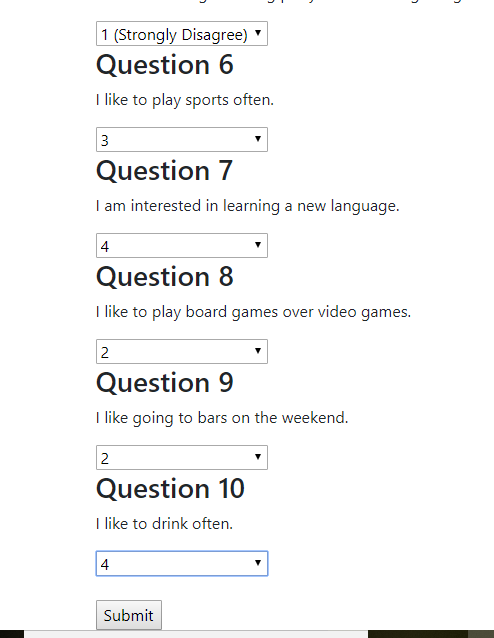 1 (Strongly Disagree)
Question 6
I like to play sports often.
3
Question 7
I am interested in learning a new language.
4
Question 8
I like to play board games over video games.
2
Question 9
I like going to bars on the weekend.
2
Question 10
I like to drink often.
4
Submit